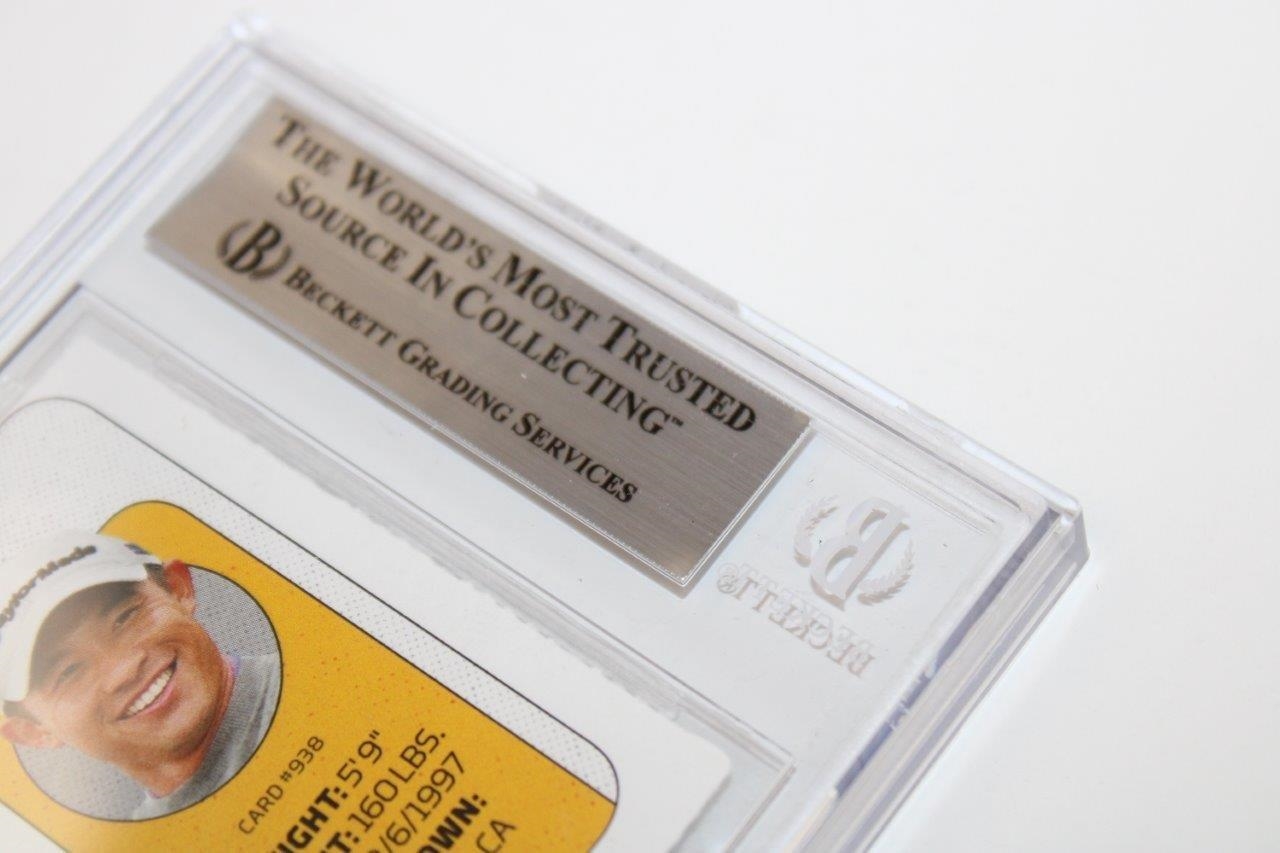 THE WORLD'S MOST TRUSTED
SOURCE IN COLLECTING™
B BECKETT GRADING SERVICES
B
BECKETT®
TaylorMade
CARD #938
IGHT: 5'9"
T: 160 LBS.
/6/1997
OWN:
CA